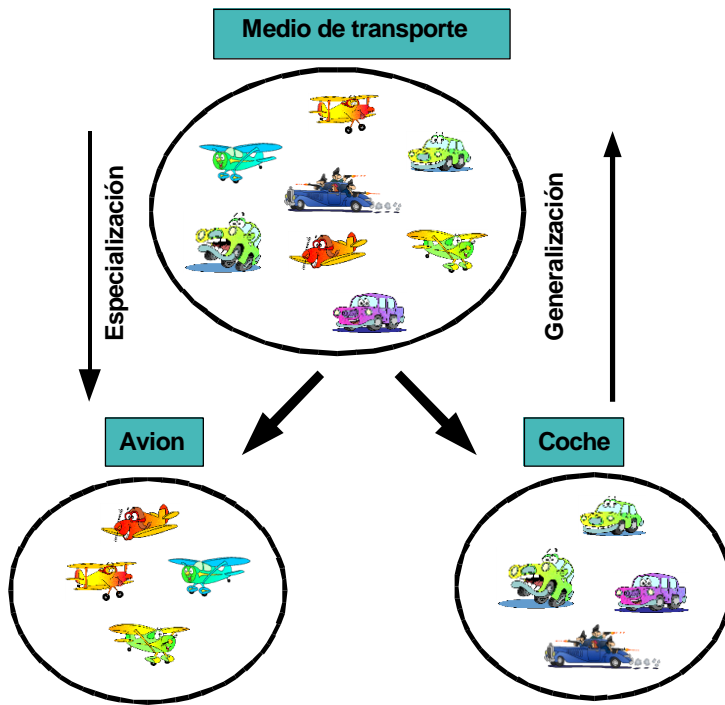 Medio de transporte
Especialización
Generalización
Avion
Coche